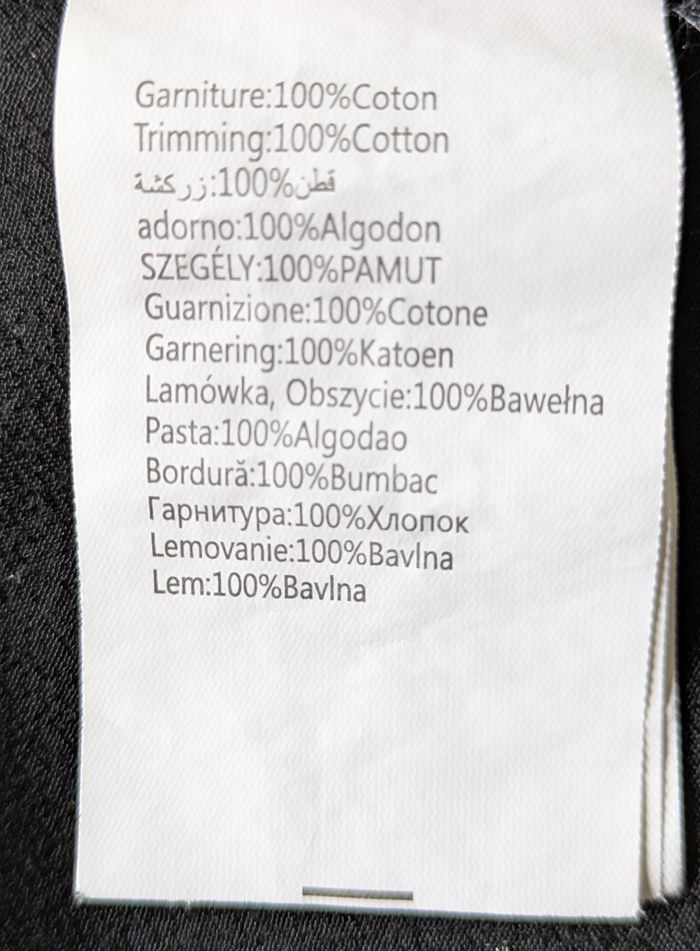 Garniture:100%Coton
Trimming:100%Cotton
زركشة:100%قطن
adorno:100%Algodon
SZEGÉLY:100%PAMUT
Guarnizione:100%Cotone
Garnering:100%Katoen
Lamówka, Obszycie:100%Bawełna
Pasta:100%Algodao
Bordură:100%Bumbac
Гарнитура:100%Хлопок
Lemovanie:100%Bavlna
Lem:100%Bavlna